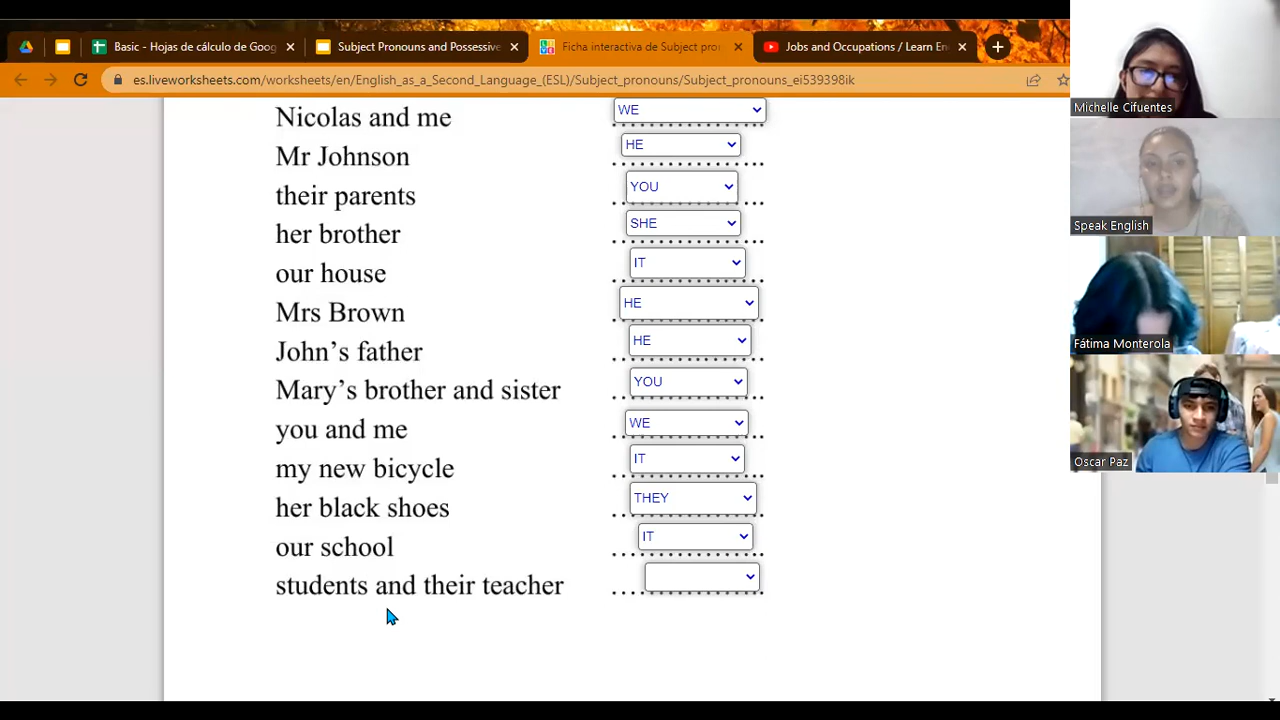 Basic - Hojas de cálculo de Goog
Subject Pronouns and Possessive
Ficha interactiva de Subject pror
Jobs and Occupations / Learn En
es.liveworksheets.com/worksheets/en/English_as_a_Second_Language_(ESL)/Subject_pronouns/Subject_pronouns_ei539398ik
Nicolas and me WE
Mr Johnson HE
their parents YOU
her brother SHE
our house IT
Mrs Brown HE
John's father HE
Mary's brother and sister YOU
you and me WE
my new bicycle IT
her black shoes THEY
our school IT
students and their teacher
Michelle Cifuentes
Speak English
Fátima Monterola
Oscar Paz